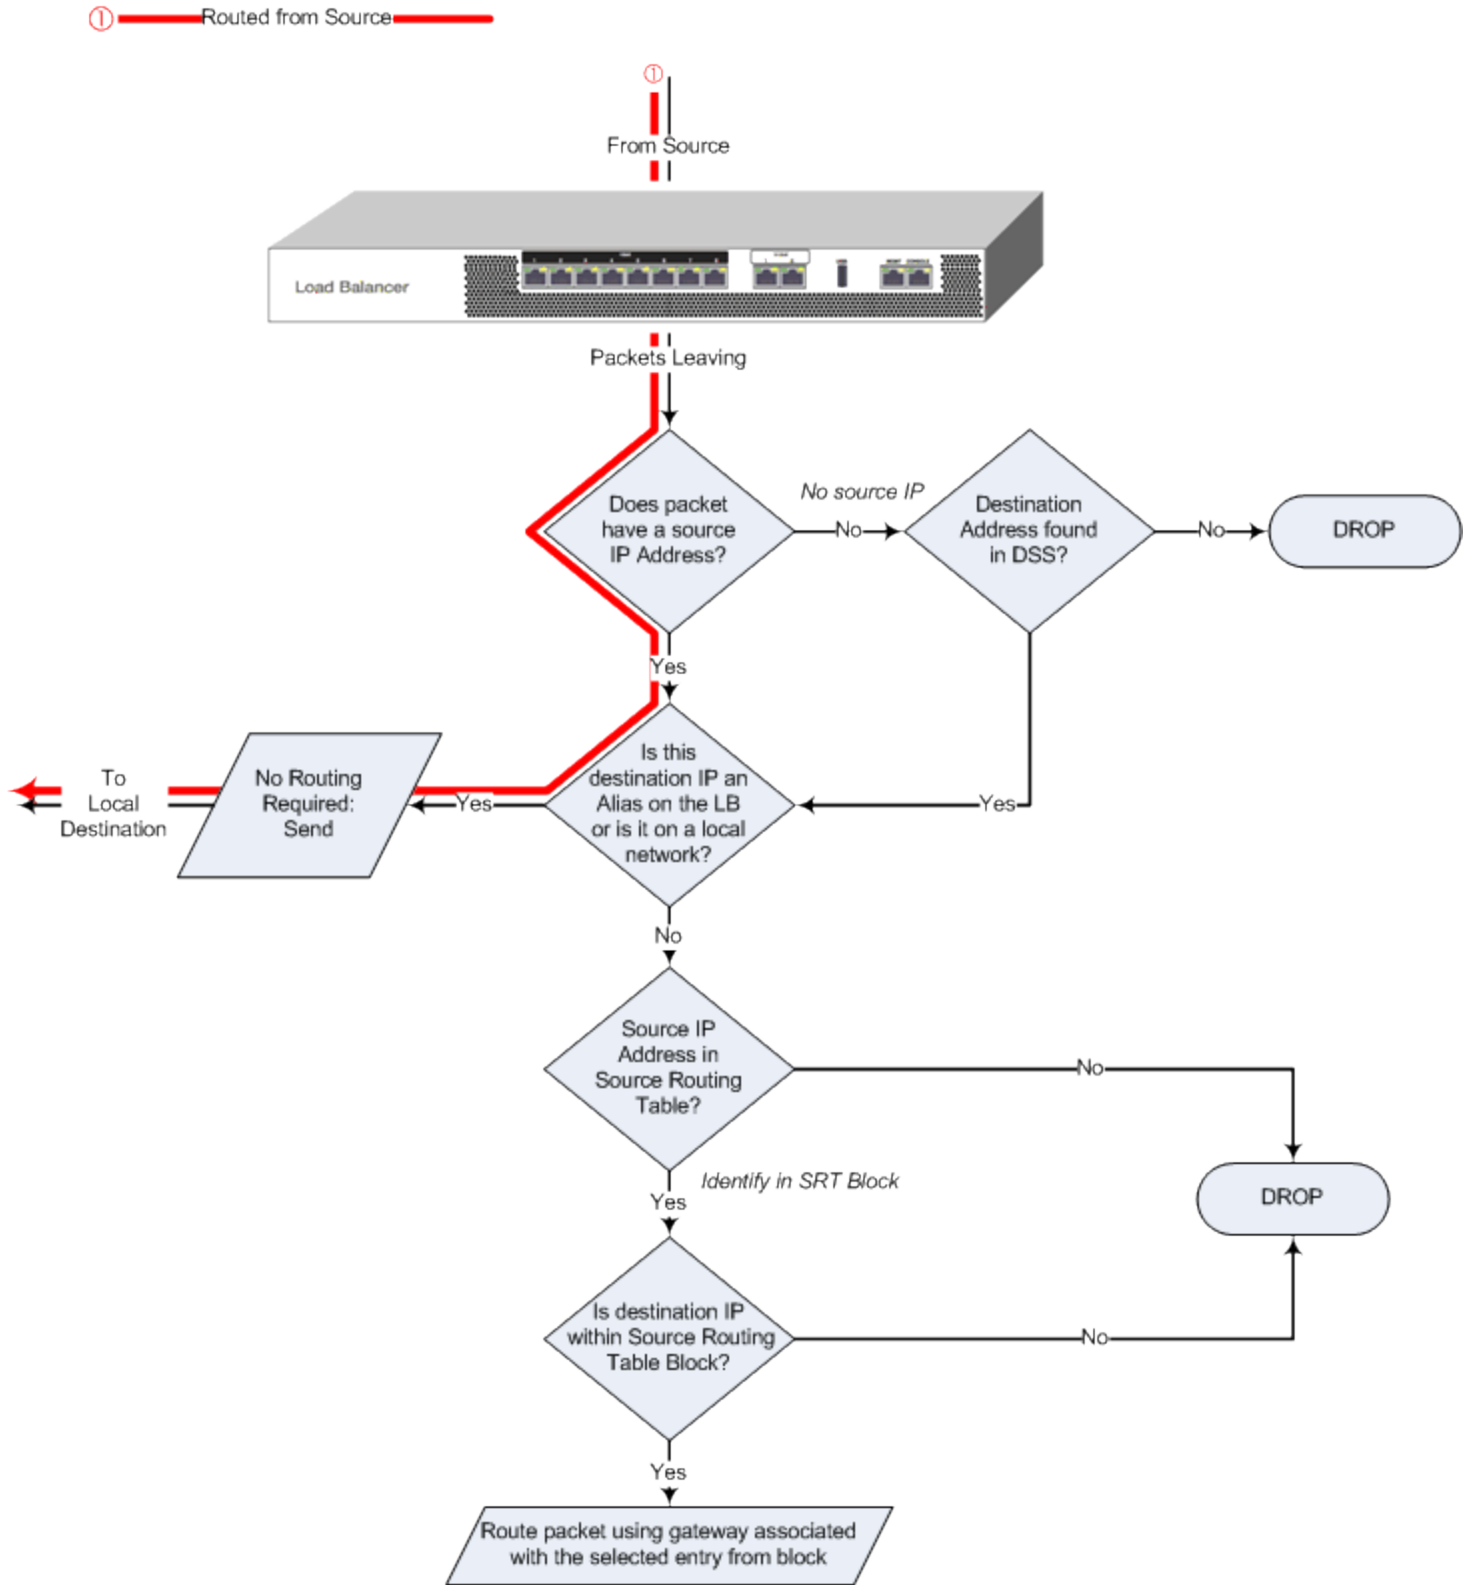 ① Routed from Source
①
From Source
Load Balancer
Packets Leaving
Does packet
have a source
IP Address?
No source IP
No
Destination
Address found
in DSS?
No
DROP
Yes
Is this
destination IP an
Alias on the LB
or is it on a local
network?
Yes
Yes
No Routing
Required:
Send
To
Local
Destination
No
Source IP
Address in
Source Routing
Table?
No
Identify in SRT Block
Yes
DROP
Is destination IP
within Source Routing
Table Block?
No
Yes
Route packet using gateway associated
with the selected entry from block